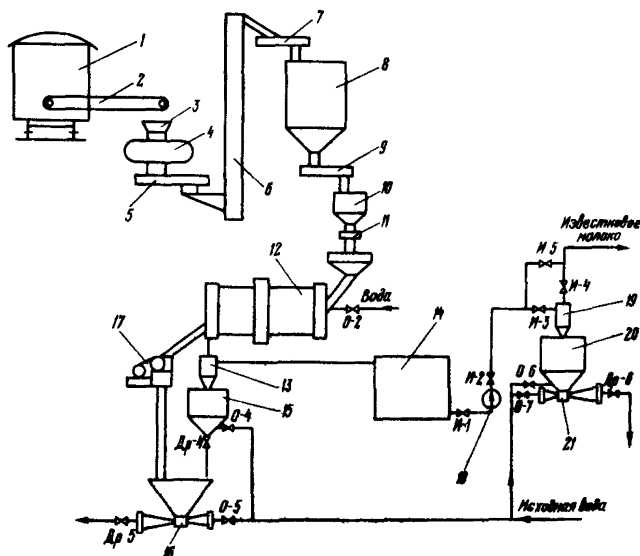 1
2
3
4
5
6
7
8
9
10
11
Известковое
молоко
И-5
И-4
19
И-3
20
12
Вода
О-2
17
14
13
И-2
О-6
Др-6
15
О-4
О-7
И-1
21
Др-4
18
Исходная вода
О-5
Др-5
16